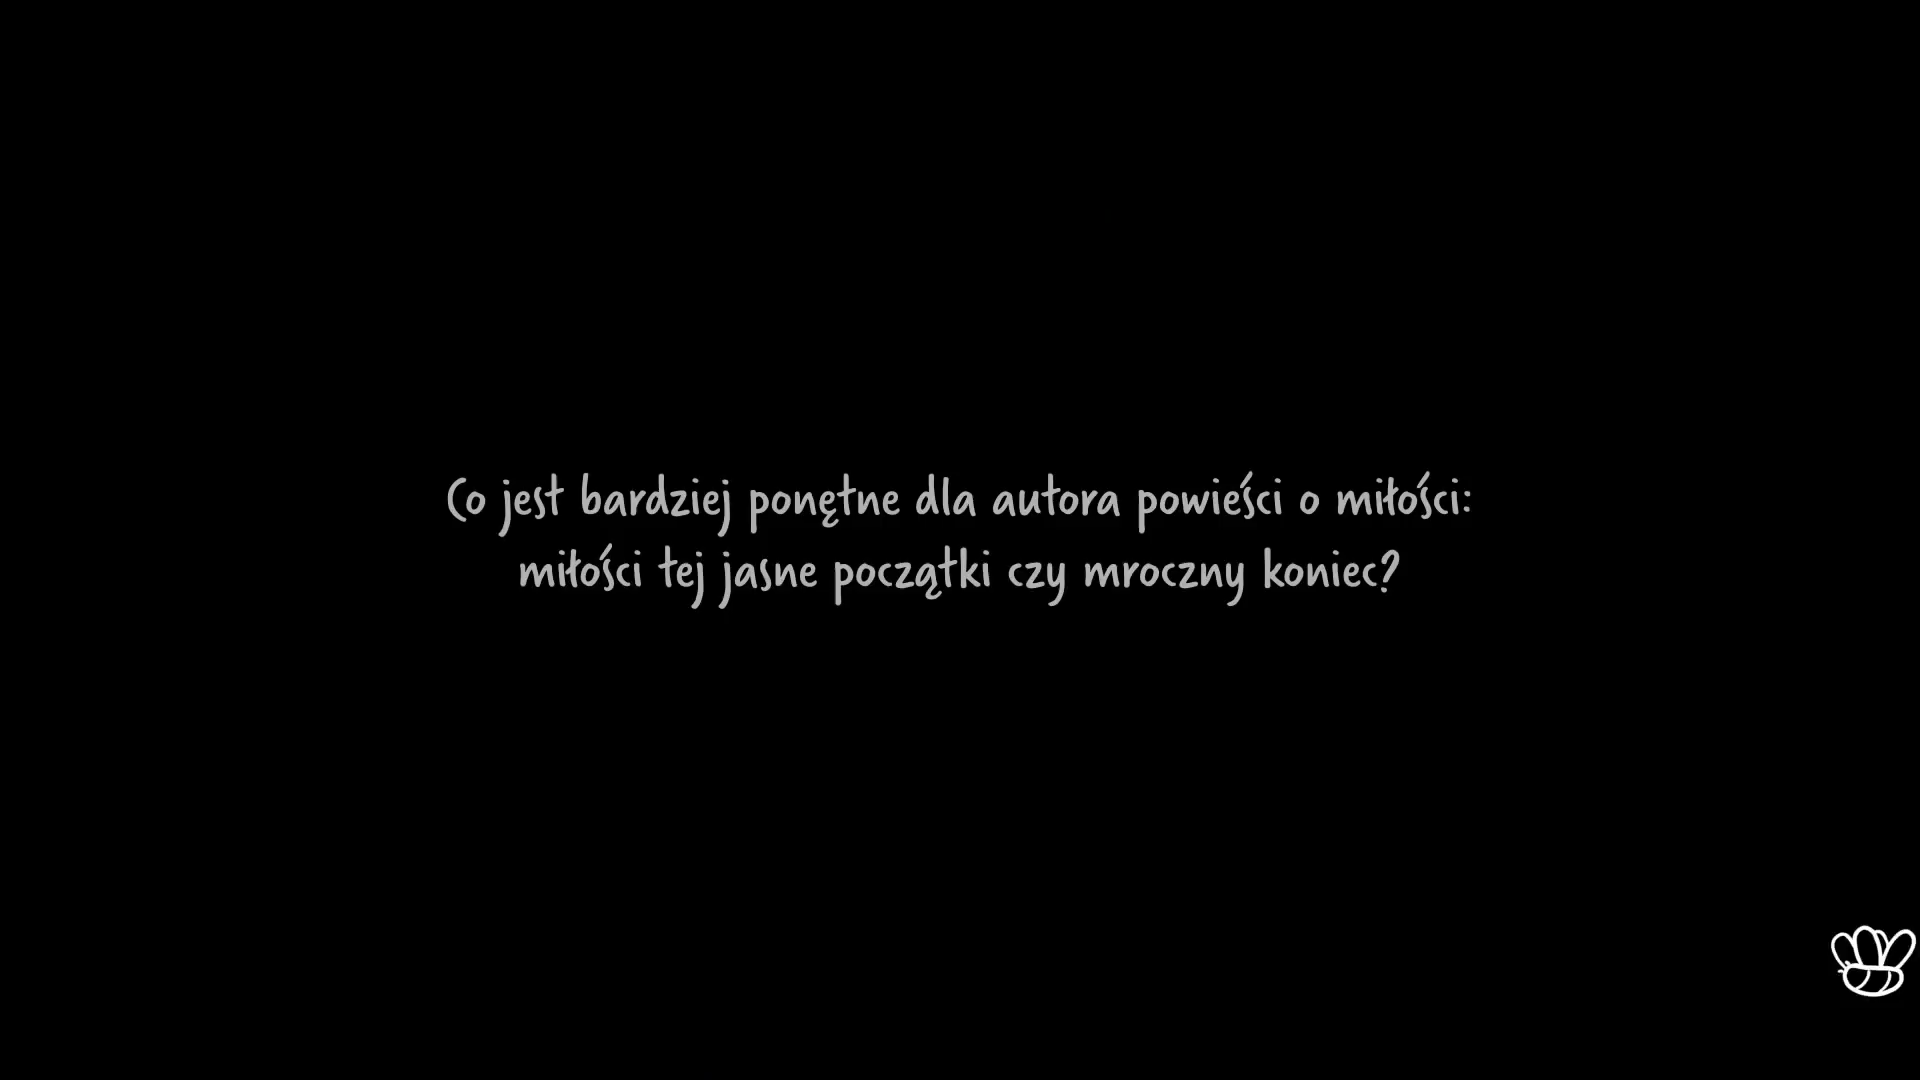 Co jest bardziej ponętne dla autora powieści o miłości:
miłości tej jasne początki czy mroczny koniec?